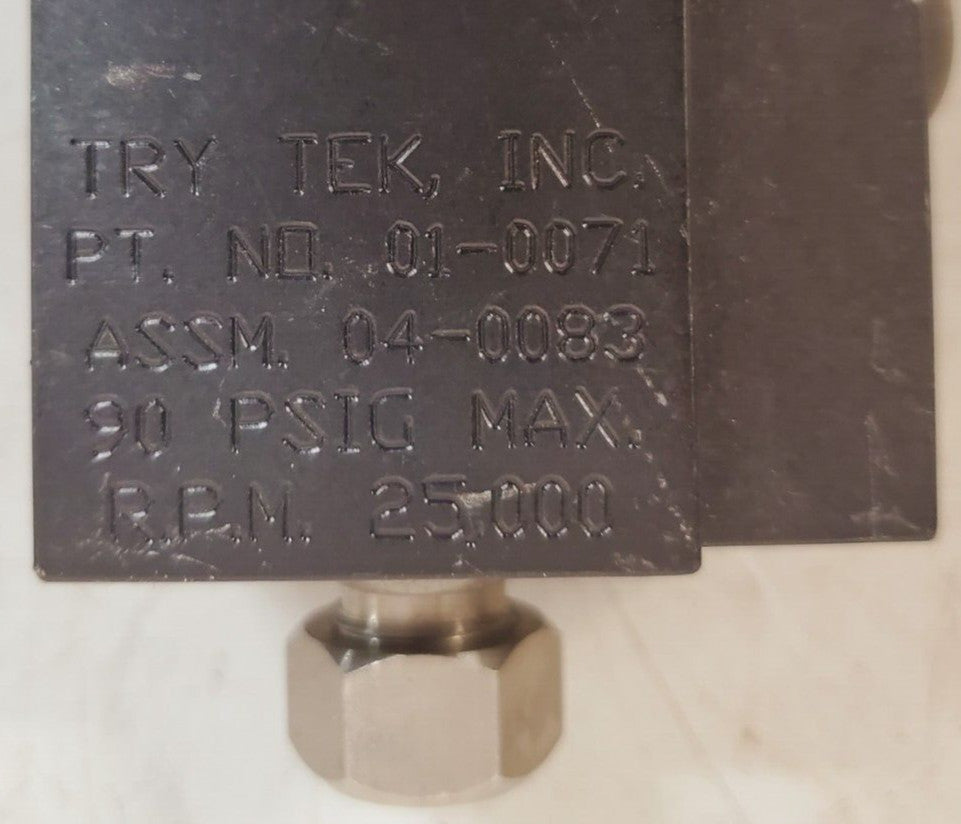 TRY TEK, INC.
PT. NO. 01-0071
ASSM. 04-0083
90 PSIG MAX.
R.P.M. 25,000